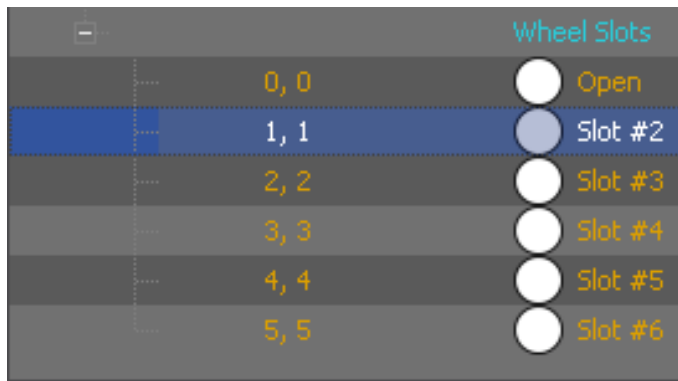 Wheel Slots
0, 0 Open
1, 1 Slot #2
2, 2 Slot #3
3, 3 Slot #4
4, 4 Slot #5
5, 5 Slot #6